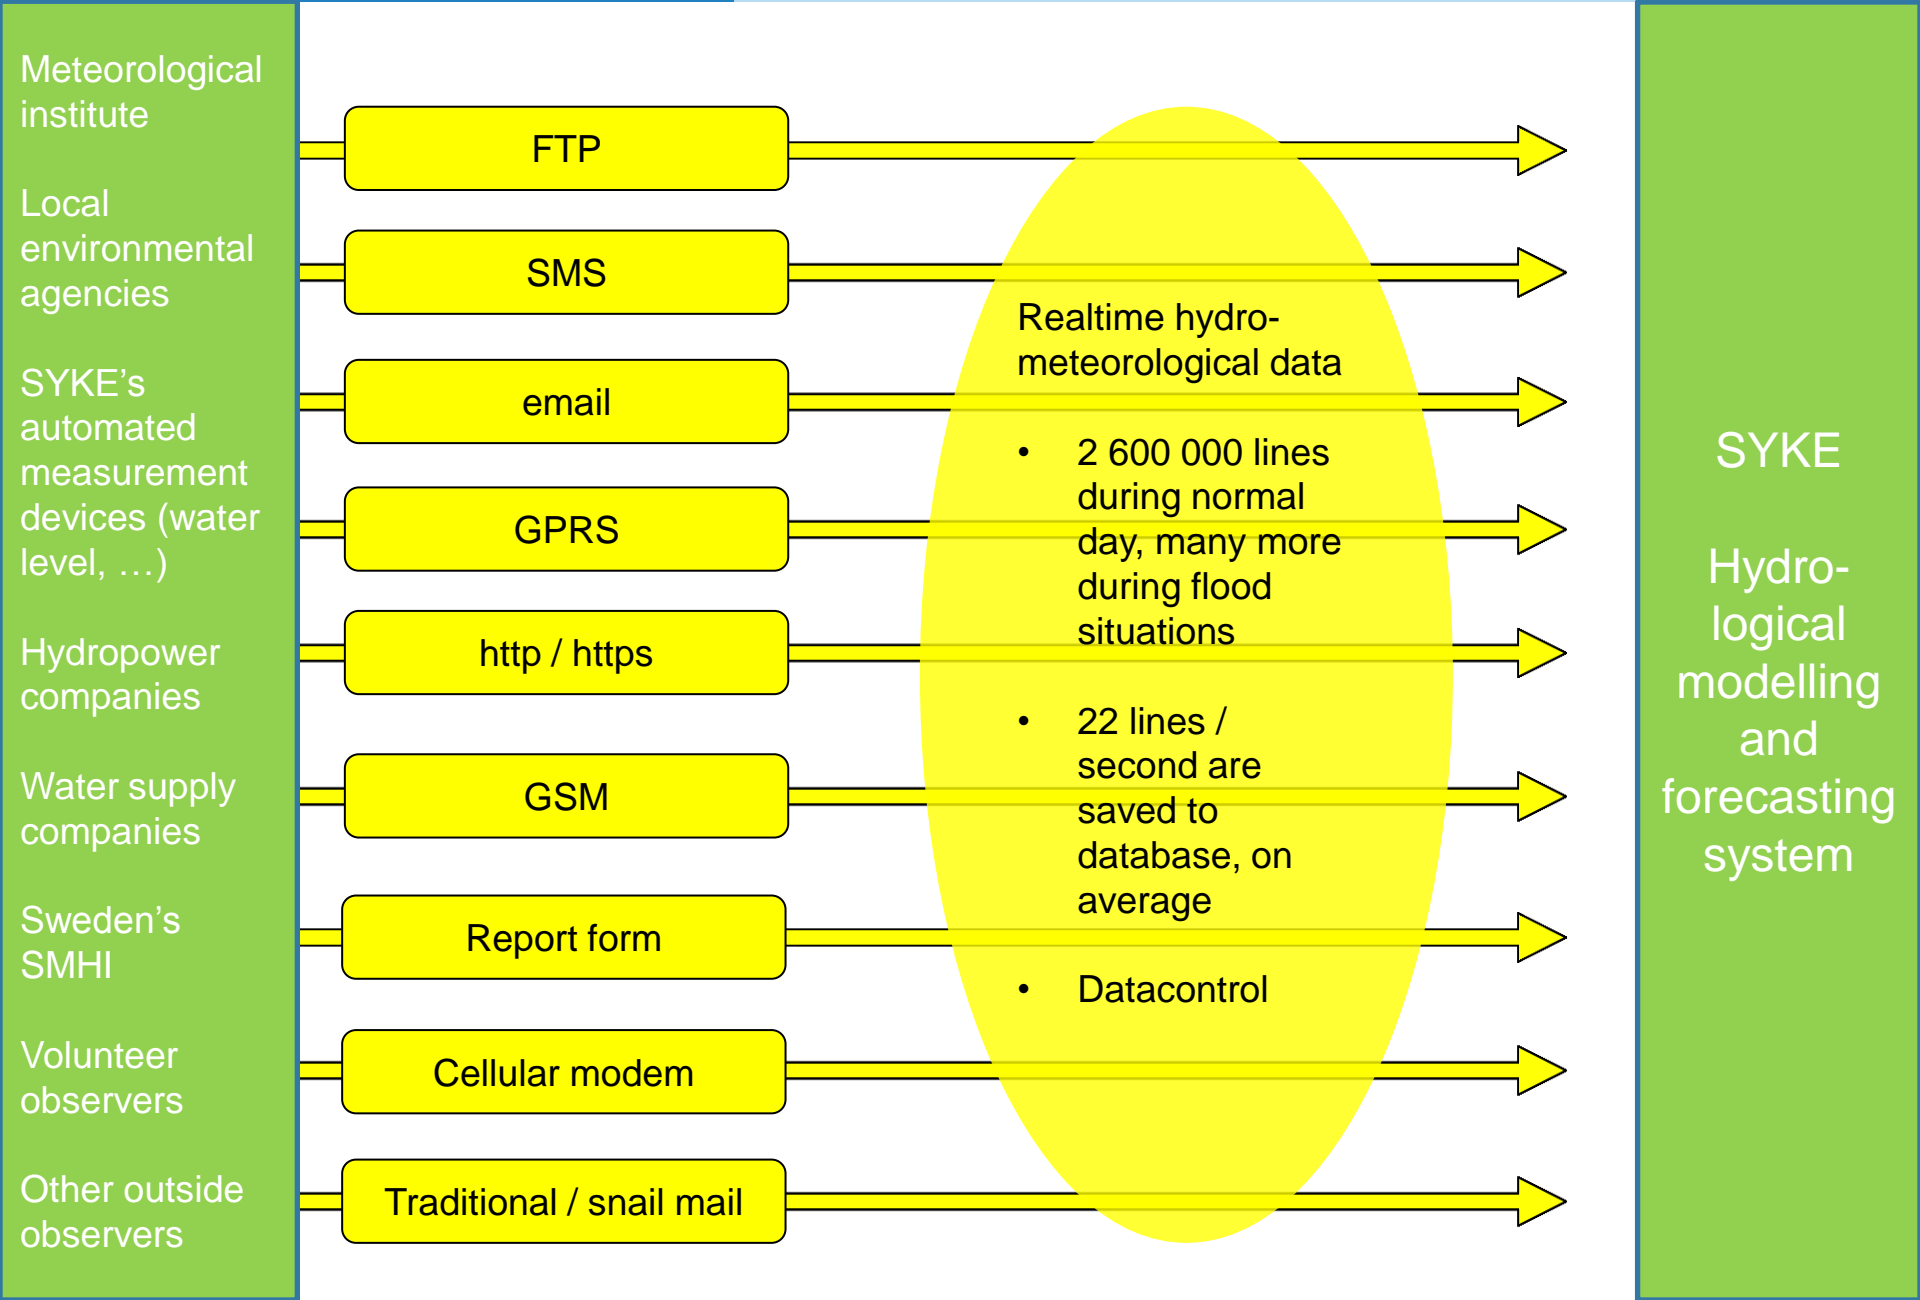 Meteorological
institute
Local
environmental
agencies
SYKE’s
automated
measurement
devices (water
level, …)
Hydropower
companies
Water supply
companies
Sweden’s
SMHI
Volunteer
observers
Other outside
observers
FTP
SMS
email
GPRS
http / https
GSM
Report form
Cellular modem
Traditional / snail mail
Realtime hydro-
meteorological data
• 2 600 000 lines
during normal
day, many more
during flood
situations
• 22 lines /
second are
saved to
database, on
average
• Datacontrol
SYKE
Hydro-
logical
modelling
and
forecasting
system